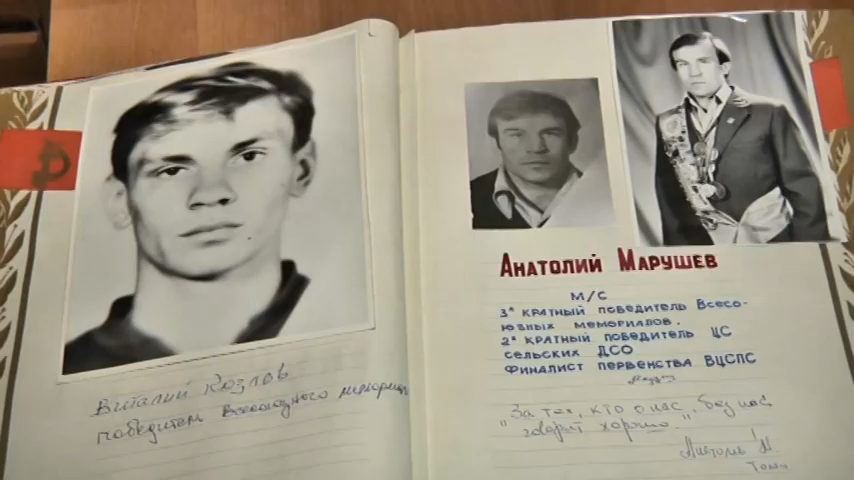 Виталий Козлов
победитель Всесоюзного мемориала
Анатолий Марушев
М/С
3х кратный победитель Всесо-
юзных мемориалов.
2х кратный победитель ЦС
сельских ДСО
Финалист первенства ВЦСПС
"За тех, кто о нас, без нас
говорят хорошо"